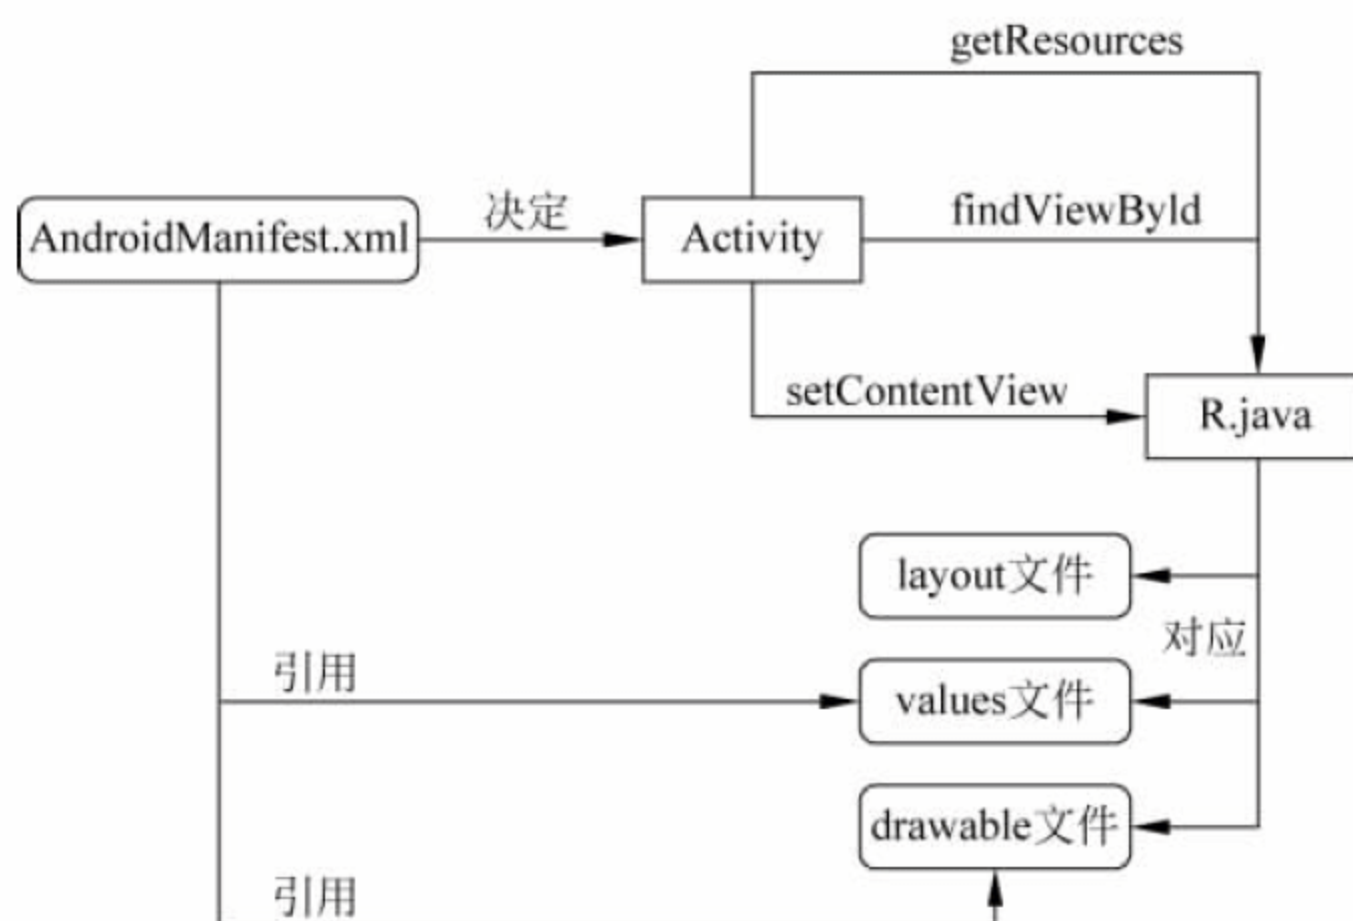 getResources
决定
findViewById
AndroidManifest.xml
Activity
setContentView
R.java
layout文件
对应
引用
values文件
drawable文件
引用